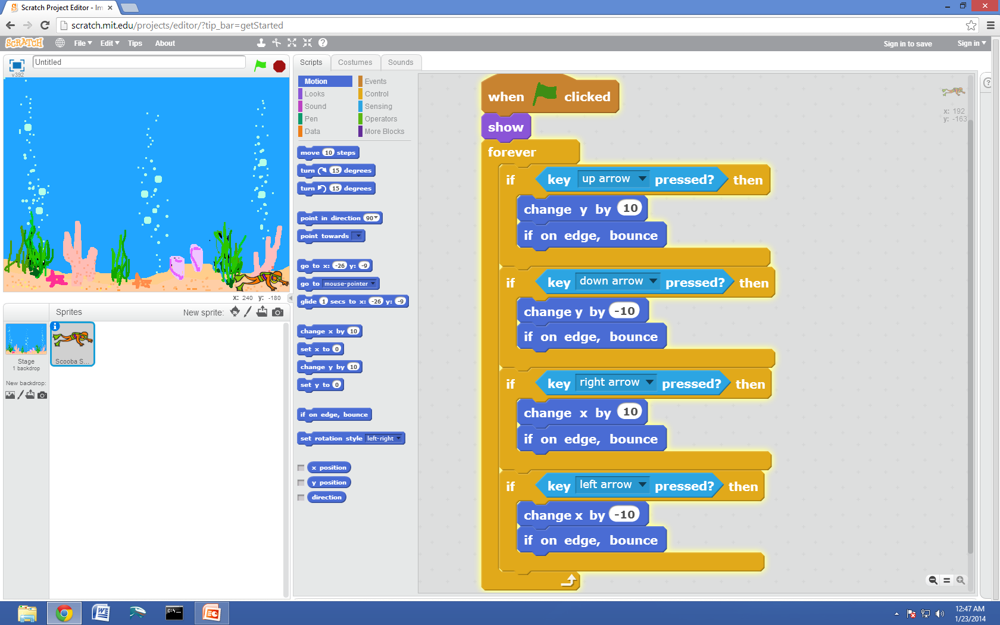 Scratch Project Editor - Im
scratch.mit.edu/projects/editor/?tip_bar=getStarted
SCRATCH File Edit Tips About Sign in to save Sign in
Untitled
v392
Scripts Costumes Sounds
Motion Events
Looks Control
Sound Sensing
Pen Operators
Data More Blocks
move 10 steps
turn 15 degrees
turn 15 degrees
point in direction 90
point towards
go to x: -26 y: -9
go to mouse-pointer
glide 1 secs to x: -26 y: -9
change x by 10
set x to 0
change y by 10
set y to 0
if on edge, bounce
set rotation style left-right
x position
y position
direction
when clicked
show
forever
if key up arrow pressed? then
change y by 10
if on edge, bounce
if key down arrow pressed? then
change y by -10
if on edge, bounce
if key right arrow pressed? then
change x by 10
if on edge, bounce
if key left arrow pressed? then
change x by -10
if on edge, bounce
x: 192
y: -163
x: 240 y: -180
Sprites New sprite:
Stage
1 backdrop
New backdrop:
Scooba S...
12:47 AM
1/23/2014